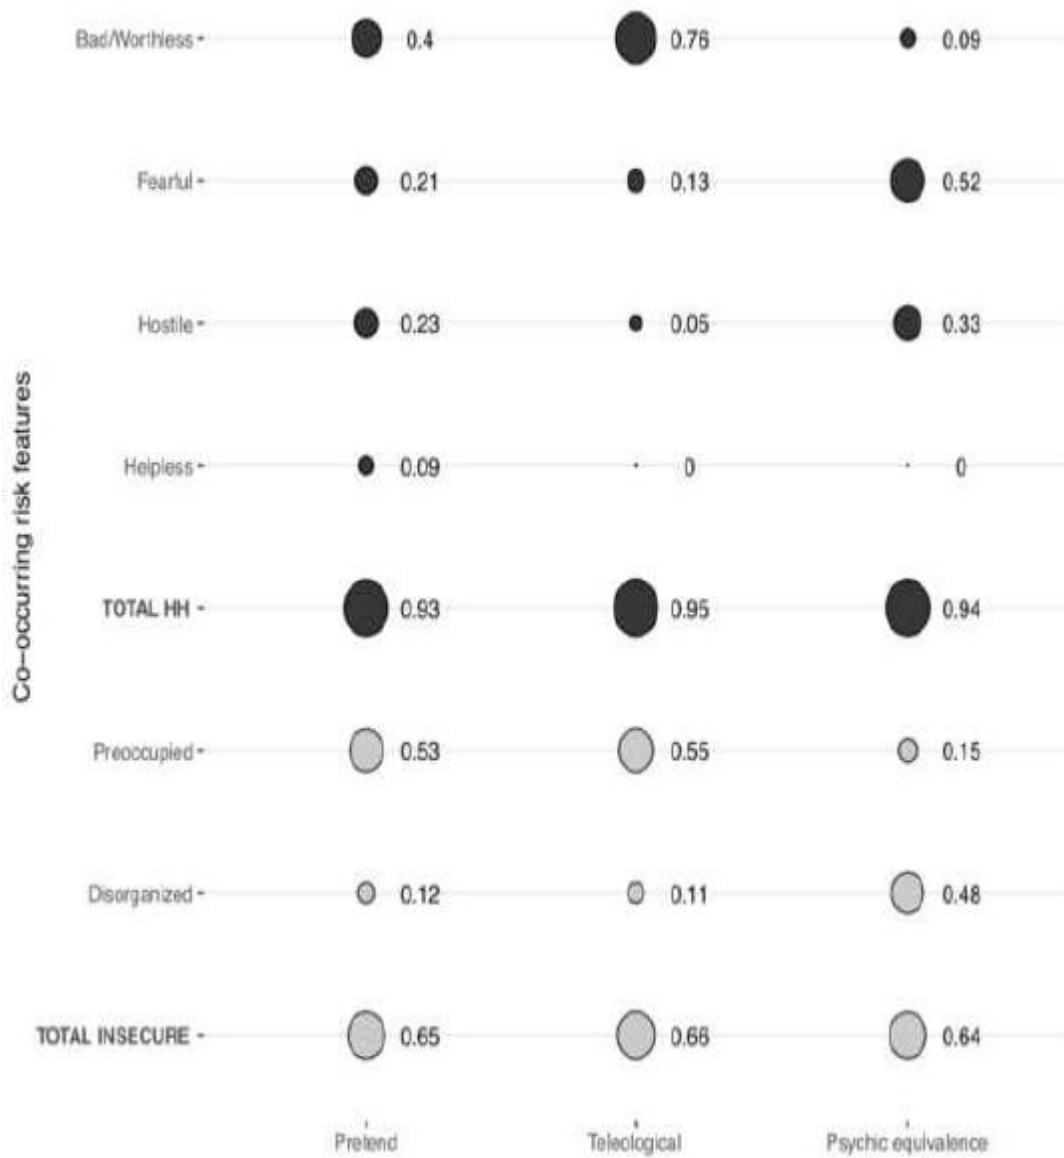 Bad/Worthless 0.4 0.76 0.09
Fearful 0.21 0.13 0.52
Hostile 0.23 0.05 0.33
Helpless 0.09 0 0
TOTAL HH 0.93 0.95 0.94
Preoccupied 0.53 0.55 0.15
Disorganized 0.12 0.11 0.48
TOTAL INSECURE 0.65 0.66 0.64
Pretend Teleological Psychic equivalence
Co-occurring risk features